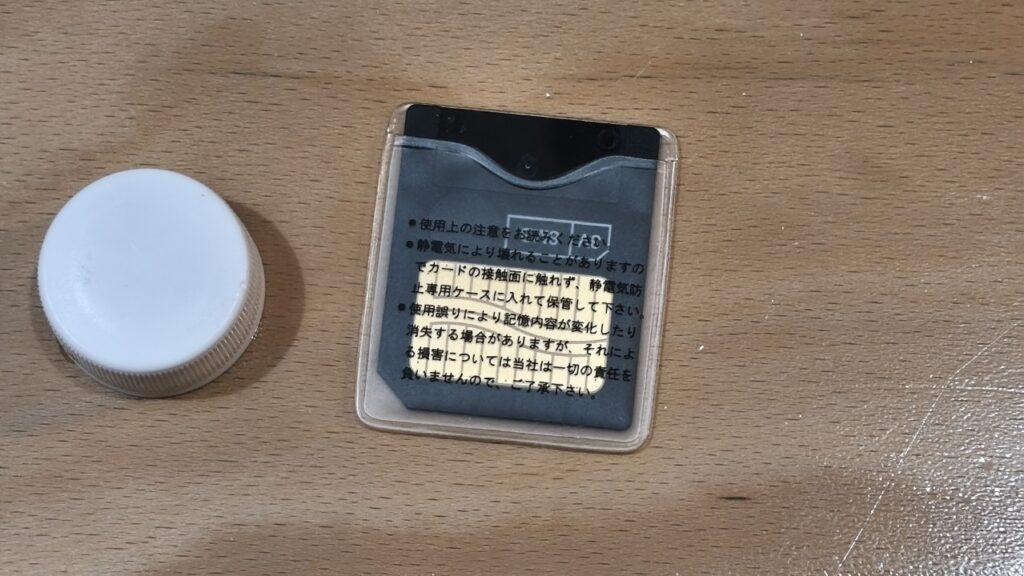 ●使用上の注意をお読みください
●静電気により壊れることがありますの
でカードの接触面に触れず、静電気防
止専用ケースに入れて保管して下さい。
●使用誤りにより記憶内容が変化したり
消失する場合がありますが、それによ
る損害については当社は一切の責任を
負いませんので、ご了承下さい。